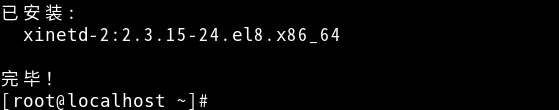 已安装:
xinetd-2:2.3.15-24.el8.x86_64
完毕!
[root@localhost ~]#